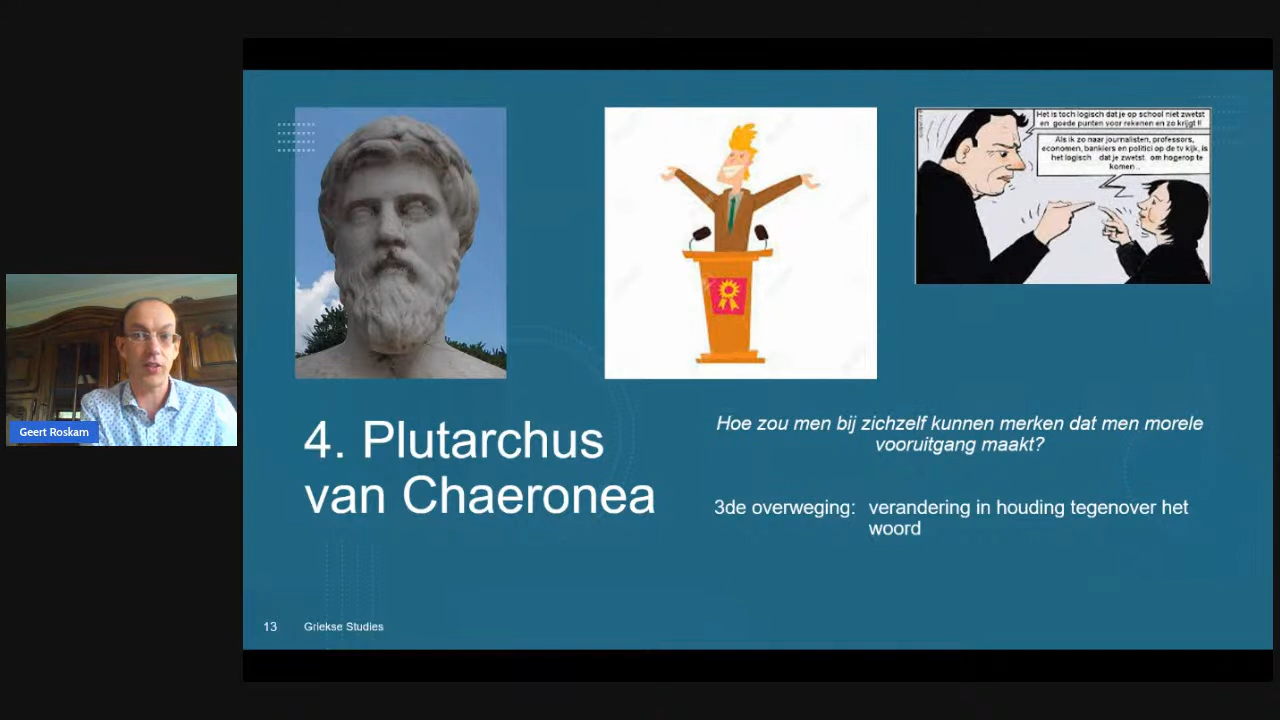 Het is toch logisch dat je op school niet zwetst
en goede punten voor rekenen en zo krijgt !!
Als ik zo naar journalisten, professors,
economen, bankiers en politici op de tv kijk, is
het logisch dat je zwetst om hogerop te
komen...
Geert Roskam
4. Plutarchus
van Chaeronea
Hoe zou men bij zichzelf kunnen merken dat men morele
vooruitgang maakt?
3de overweging: verandering in houding tegenover het
woord
13 Griekse Studies